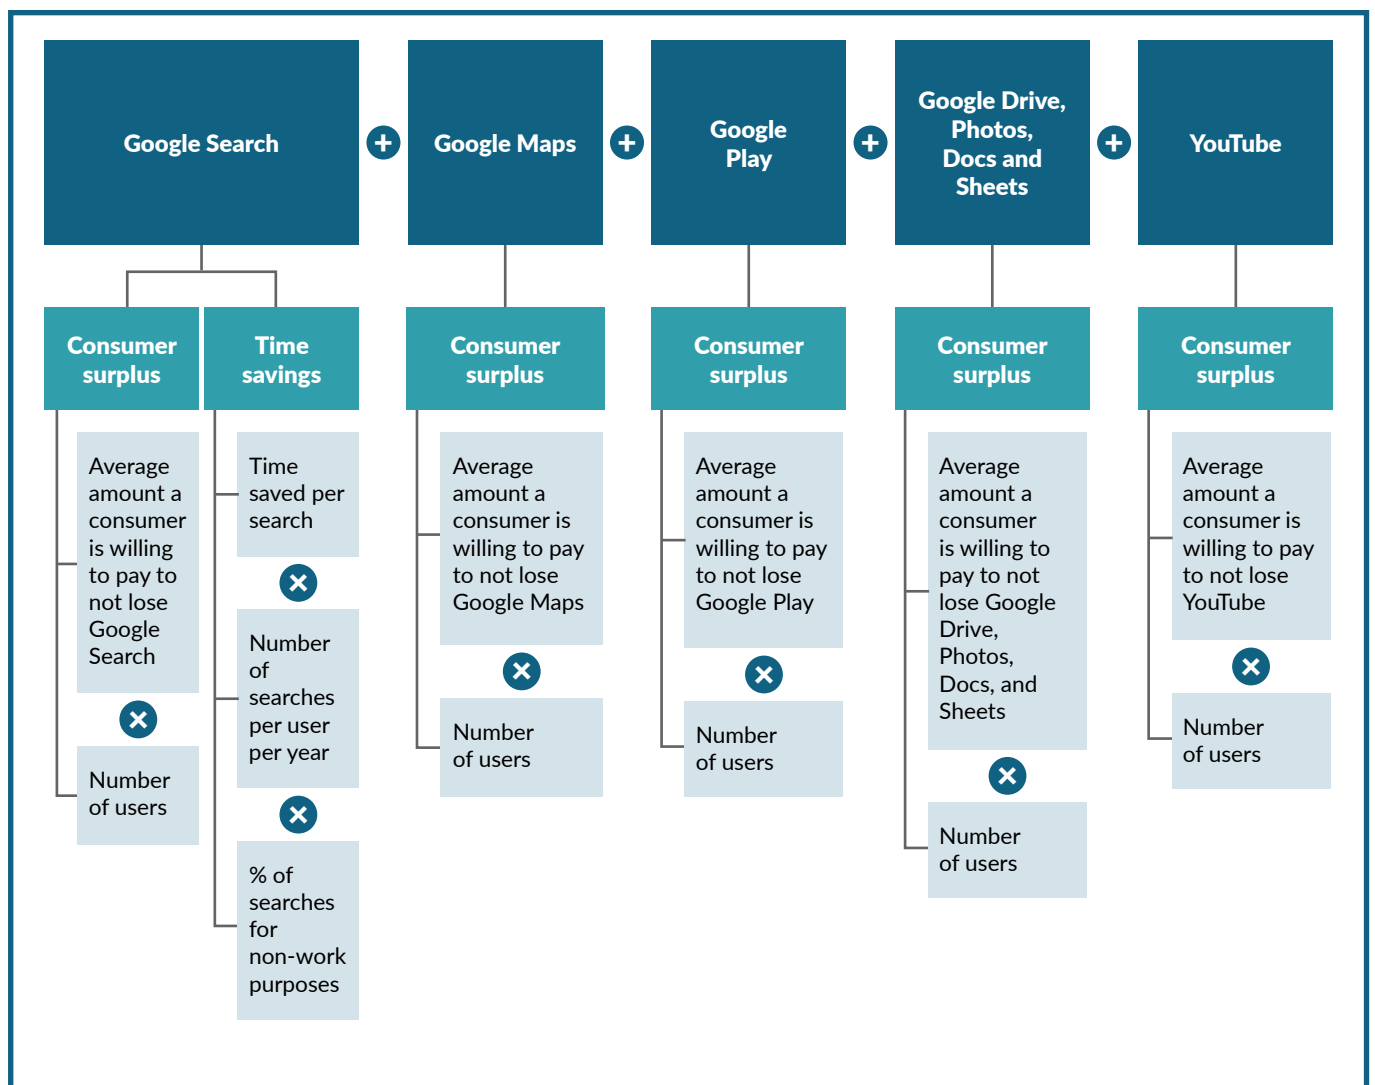 Google Search
+
Google Maps
+
Google
Play
+
Google Drive,
Photos,
Docs and
Sheets
+
YouTube
Consumer
surplus
Average
amount a
consumer
is willing
to pay to
not lose
Google
Search
×
Number
of users
Time
savings
Time
saved per
search
×
Number
of
searches
per user
per year
×
% of
searches
for
non-work
purposes
Consumer
surplus
Average
amount a
consumer is
willing to pay
to not lose
Google Maps
×
Number
of users
Consumer
surplus
Average
amount a
consumer is
willing to pay
to not lose
Google Play
×
Number
of users
Consumer
surplus
Average
amount a
consumer
is willing to
pay to not
lose Google
Drive,
Photos,
Docs, and
Sheets
×
Number
of users
Consumer
surplus
Average
amount a
consumer is
willing to pay
to not lose
YouTube
×
Number
of users